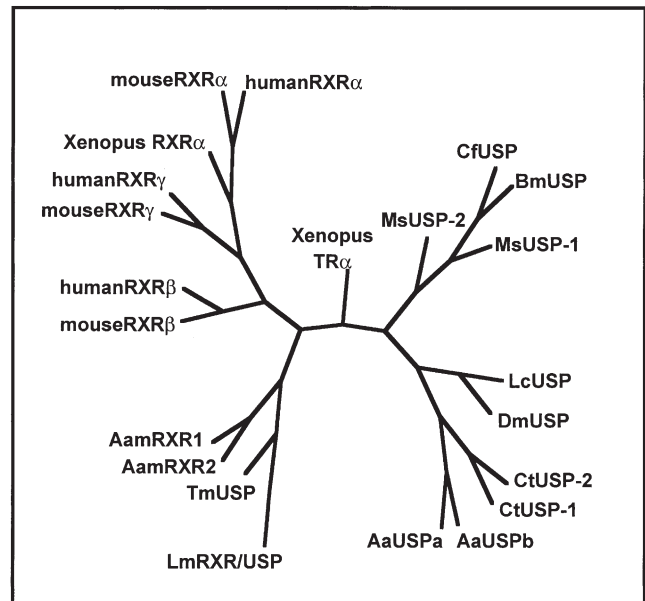 mouseRXRα humanRXRα
Xenopus RXRα
humanRXRγ
mouseRXRγ
humanRXRβ
mouseRXRβ
Xenopus
TRα
CfUSP
BmUSP
MsUSP-2
MsUSP-1
LcUSP
DmUSP
CtUSP-2
CtUSP-1
AaUSPa AaUSPb
AamRXR1
AamRXR2
TmUSP
LmRXR/USP